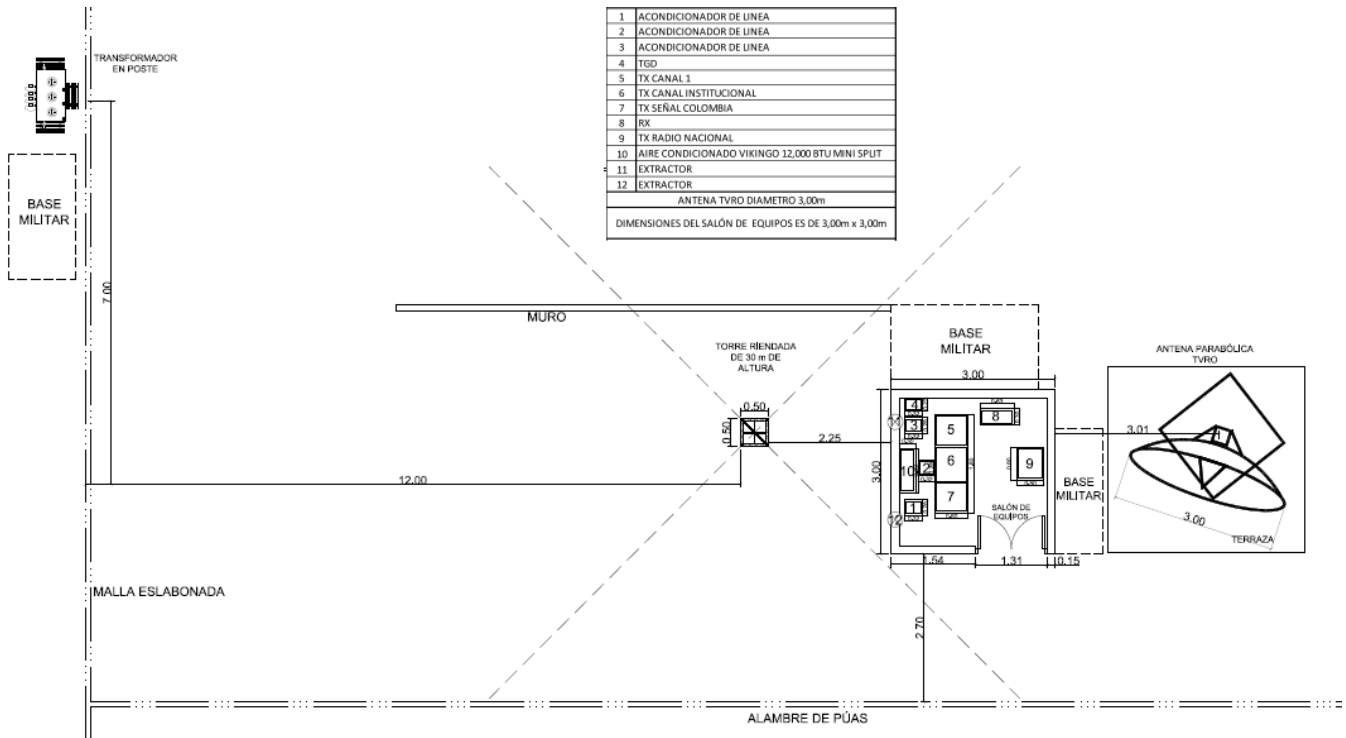 1 ACONDICIONADOR DE LINEA
2 ACONDICIONADOR DE LINEA
3 ACONDICIONADOR DE LINEA
4 TGD
5 TX CANAL 1
6 TX CANAL INSTITUCIONAL
7 TX SEÑAL COLOMBIA
8 RX
9 TX RADIO NACIONAL
10 AIRE CONDICIONADO VIKINGO 12,000 BTU MINI SPLIT
11 EXTRACTOR
12 EXTRACTOR
ANTENA TVRO DIAMETRO 3,00m
DIMENSIONES DEL SALÓN DE EQUIPOS ES DE 3,00m x 3,00m
TRANSFORMADOR
EN POSTE
BASE
MILITAR
7.00
MURO
TORRE RIENDADA
DE 30 m DE
ALTURA
0.50
0.50
2.25
12.00
BASE
MILITAR
3.00
3.00
4
3
11
5
8
6
2
10
9
7
1
12
SALÓN DE
EQUIPOS
1.54
1.31
0.15
2.70
BASE
MILITAR
3.01
ANTENA PARABÓLICA
TVRO
3.00
TERRAZA
MALLA ESLABONADA
ALAMBRE DE PÚAS